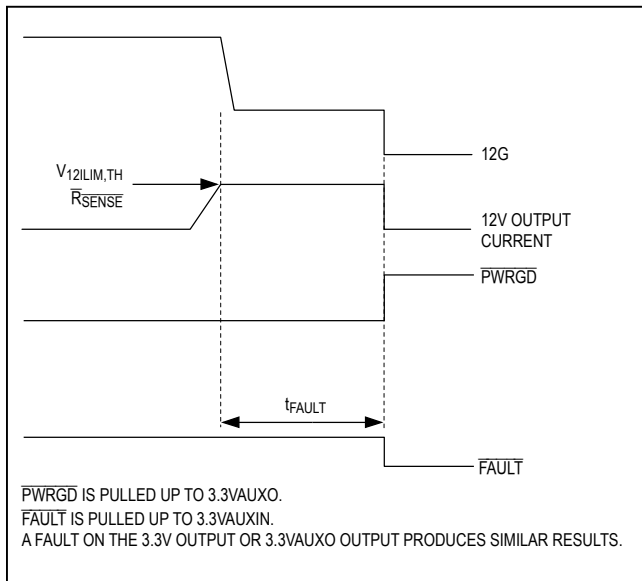 12G
V12ILIM,TH
RSENSE
12V OUTPUT
CURRENT
PWRGD
tFAULT
FAULT
PWRGD IS PULLED UP TO 3.3VAUXO.
FAULT IS PULLED UP TO 3.3VAUXIN.
A FAULT ON THE 3.3V OUTPUT OR 3.3VAUXO OUTPUT PRODUCES SIMILAR RESULTS.